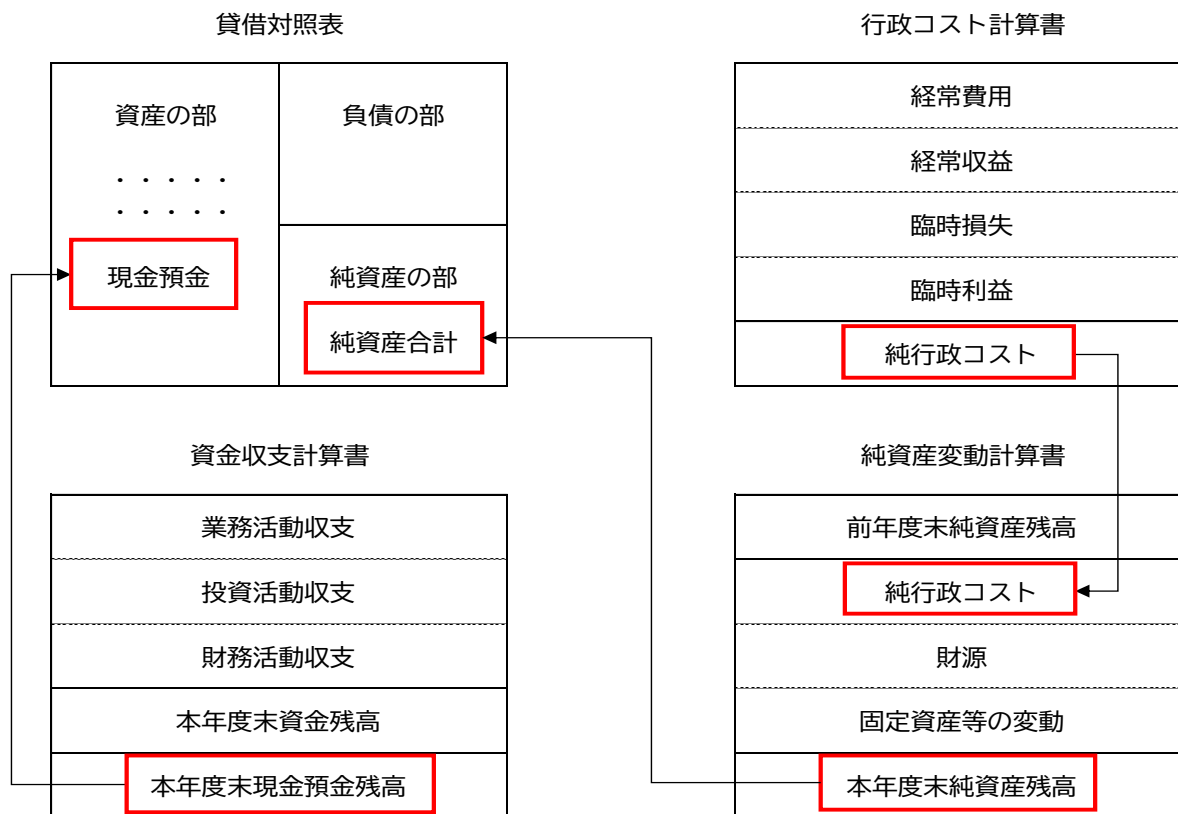 貸借対照表
資産の部
・・・・・
・・・・・
現金預金
負債の部
純資産の部
純資産合計
行政コスト計算書
経常費用
経常収益
臨時損失
臨時利益
純行政コスト
資金収支計算書
業務活動収支
投資活動収支
財務活動収支
本年度末資金残高
本年度末現金預金残高
純資産変動計算書
前年度末純資産残高
純行政コスト
財源
固定資産等の変動
本年度末純資産残高